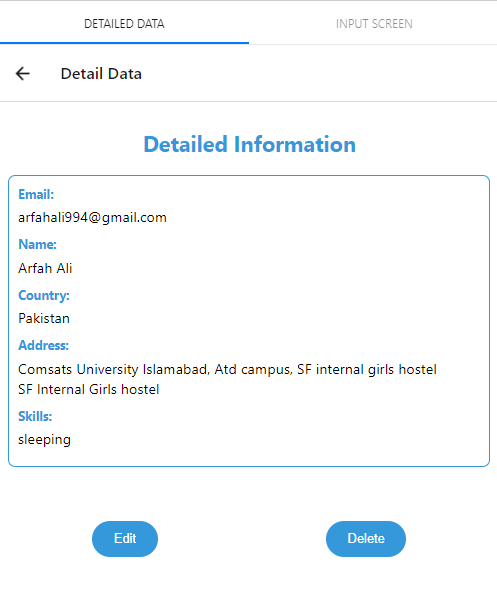 DETAILED DATA
INPUT SCREEN
Detail Data
Detailed Information
Email:
arfahali994@gmail.com
Name:
Arfah Ali
Country:
Pakistan
Address:
Comsats University Islamabad, Atd campus, SF internal girls hostel
SF Internal Girls hostel
Skills:
sleeping
Edit
Delete